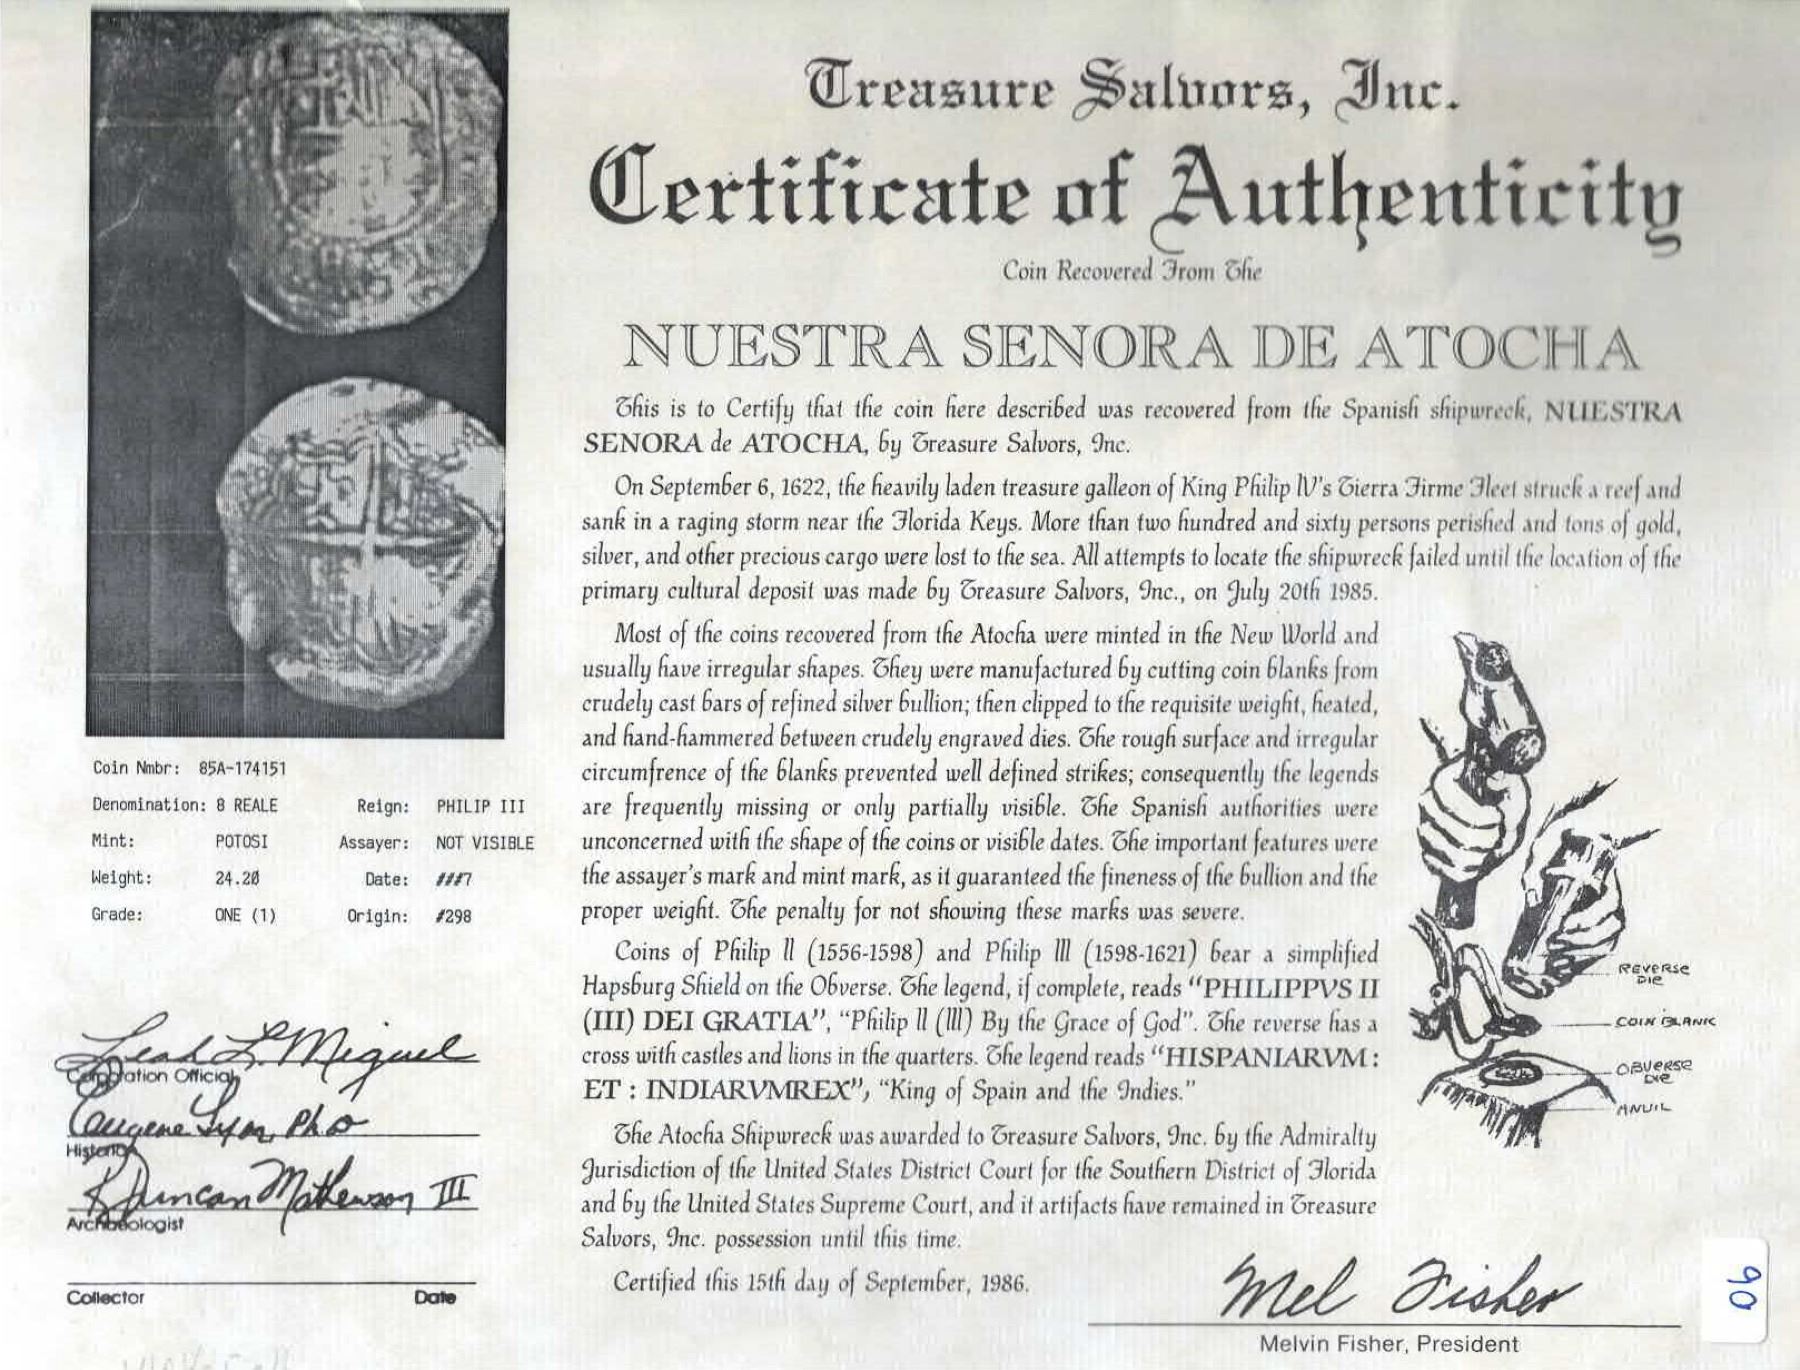 Treasure Salvors, Inc.
Certificate of Authenticity
Coin Recovered From The
NUESTRA SENORA DE ATOCHA
This is to Certify that the coin here described was recovered from the Spanish shipwreck, NUESTRA
SENORA de ATOCHA, by Treasure Salvors, Inc.
On September 6, 1622, the heavily laden treasure galleon of King Philip IV's Tierra Firme Fleet struck a reef and
sank in a raging storm near the Florida Keys. More than two hundred and sixty persons perished and tons of gold,
silver, and other precious cargo were lost to the sea. All attempts to locate the shipwreck failed until the location of the
primary cultural deposit was made by Treasure Salvors, Inc., on July 20th 1985.
Most of the coins recovered from the Atocha were minted in the New World and
usually have irregular shapes. They were manufactured by cutting coin blanks from
crudely cast bars of refined silver bullion; then clipped to the requisite weight, heated,
and hand-hammered between crudely engraved dies. The rough surface and irregular
circumfrence of the blanks prevented well defined strikes; consequently the legends
are frequently missing or only partially visible. The Spanish authorities were
unconcerned with the shape of the coins or visible dates. The important features were
the assayer's mark and mint mark, as it guaranteed the fineness of the bullion and the
proper weight. The penalty for not showing these marks was severe.
Coins of Philip II (1556-1598) and Philip III (1598-1621) bear a simplified
Hapsburg Shield on the Obverse. The legend, if complete, reads "PHILIPPVS II
(III) DEI GRATIA", "Philip II (III) By the Grace of God". The reverse has a
cross with castles and lions in the quarters. The legend reads "HISPANIARVM :
ET : INDIARVMREX", "King of Spain and the Indies."
The Atocha Shipwreck was awarded to Treasure Salvors, Inc. by the Admiralty
Jurisdiction of the United States District Court for the Southern District of Florida
and by the United States Supreme Court, and it artifacts have remained in Treasure
Salvors, Inc. possession until this time.
Certified this 15th day of September, 1986.
Mel Fisher
Melvin Fisher, President
REVERSE
DIE
COIN BLANK
OBVERSE
DIE
ANVIL
Coin Nmbr: 85A-174151
Denomination: 8 REALE Reign: PHILIP III
Mint: POTOSI Assayer: NOT VISIBLE
Weight: 24.20 Date: ###7
Grade: ONE (1) Origin: #298
Leah L. Miguel
Corporation Official
Eugene Lyon, PhD
Historian
R Duncan Mathewson III
Archaeologist
Collector Date
90